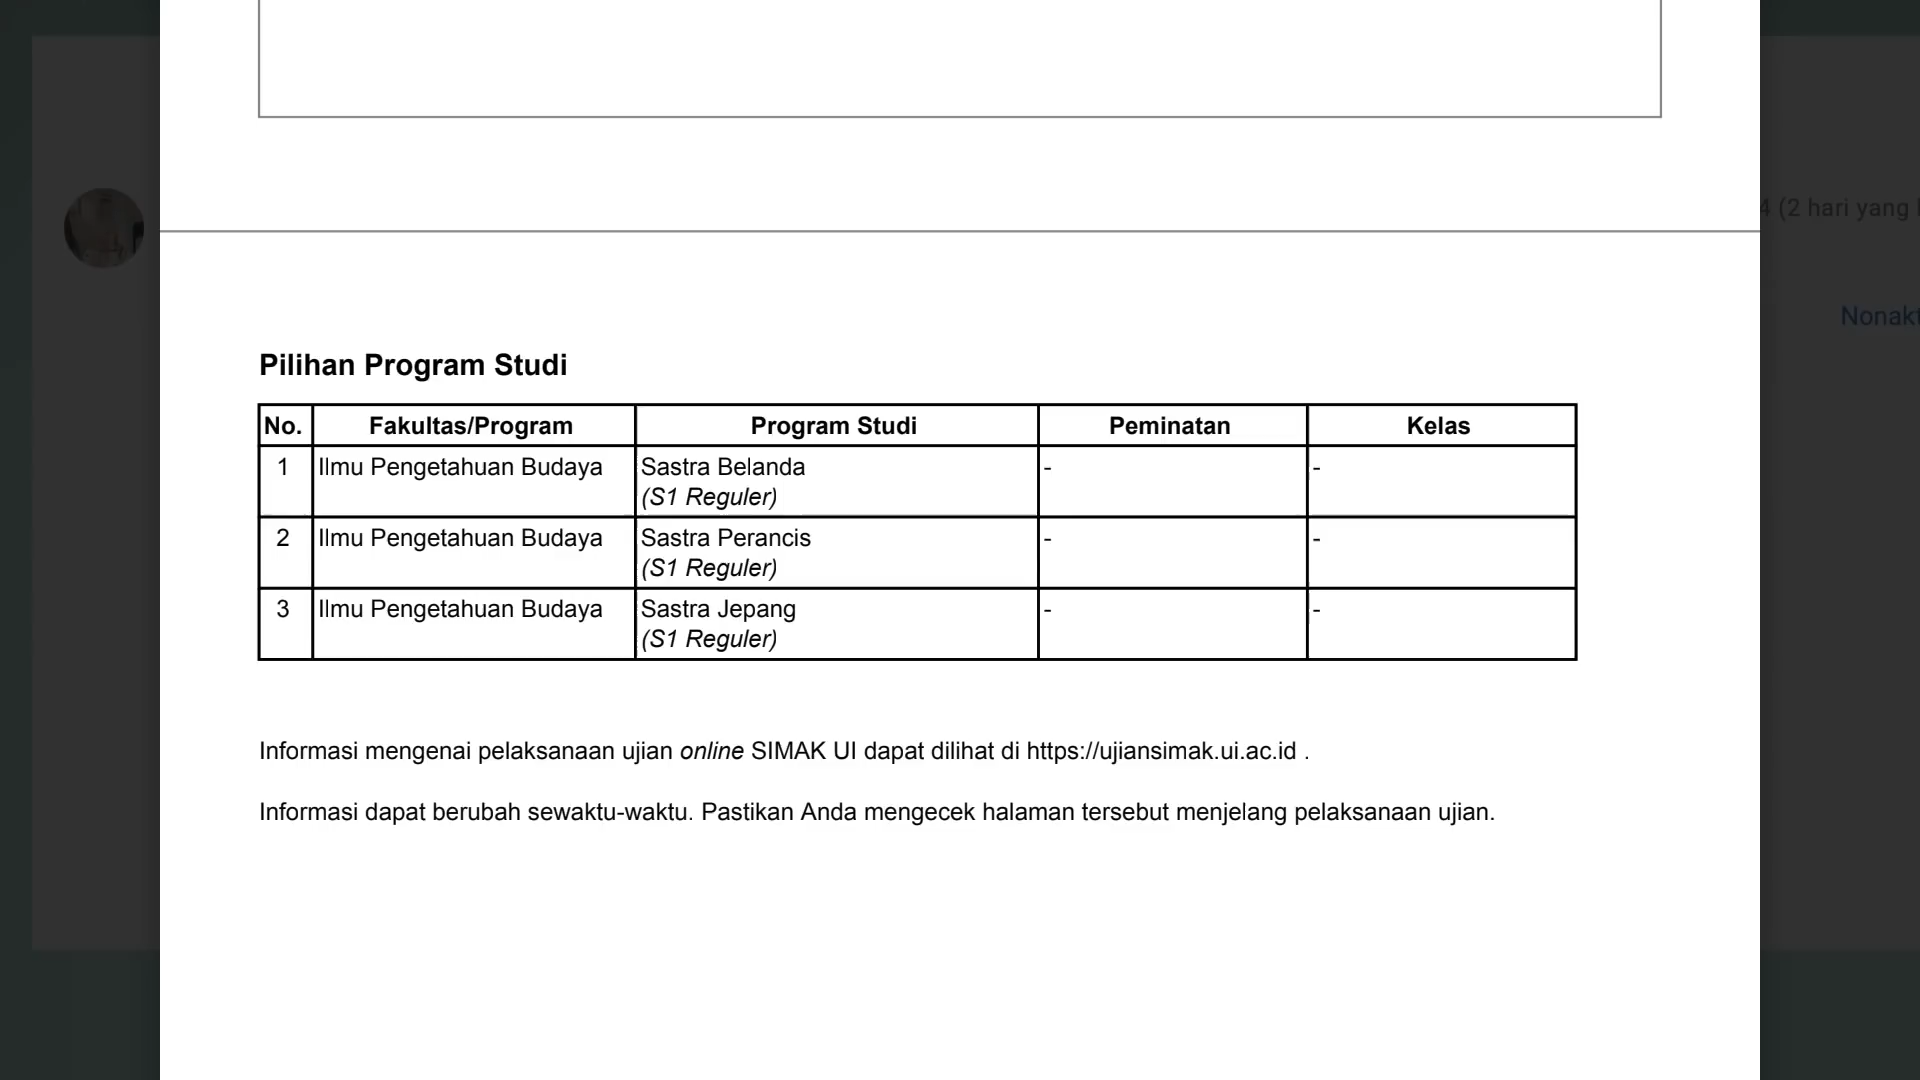 4 (2 hari yang
Nonakt
Pilihan Program Studi
No. Fakultas/Program Program Studi Peminatan Kelas
1 Ilmu Pengetahuan Budaya Sastra Belanda - -
(S1 Reguler)
2 Ilmu Pengetahuan Budaya Sastra Perancis - -
(S1 Reguler)
3 Ilmu Pengetahuan Budaya Sastra Jepang - -
(S1 Reguler)
Informasi mengenai pelaksanaan ujian online SIMAK UI dapat dilihat di https://ujiansimak.ui.ac.id .
Informasi dapat berubah sewaktu-waktu. Pastikan Anda mengecek halaman tersebut menjelang pelaksanaan ujian.